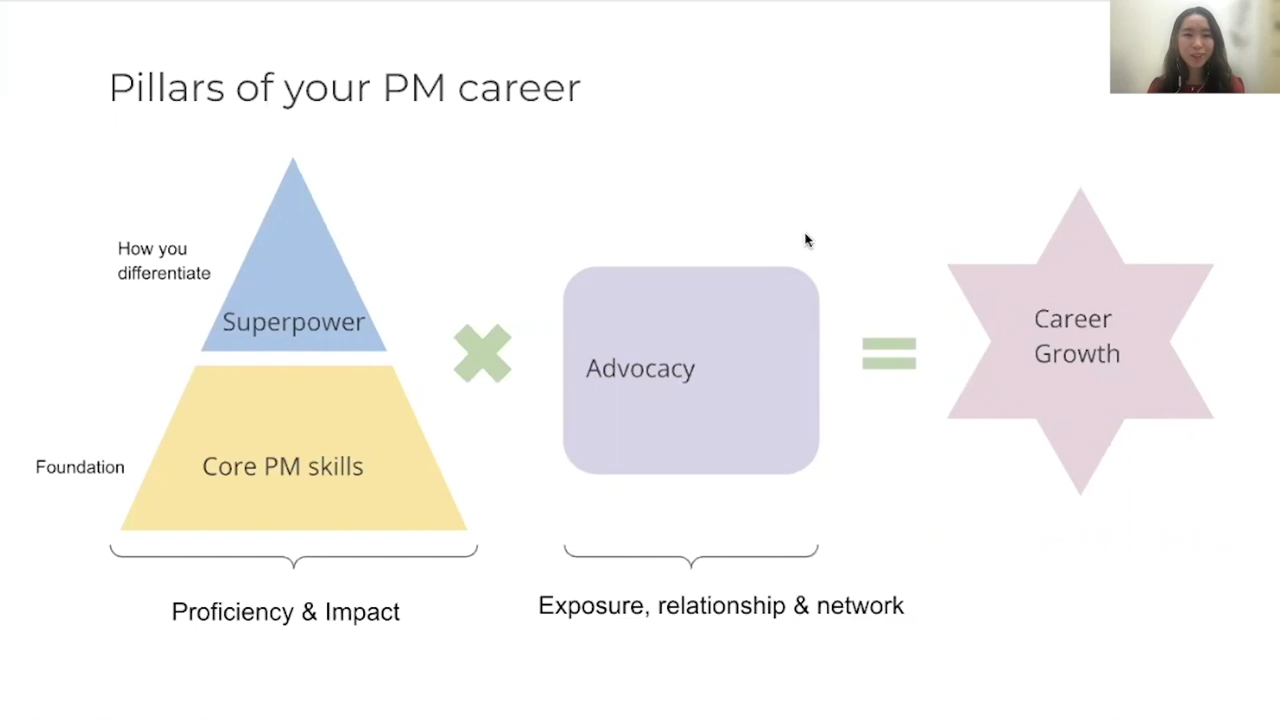 Pillars of your PM career
How you
differentiate
Superpower
Foundation
Core PM skills
Proficiency & Impact
Advocacy
Exposure, relationship & network
Career
Growth